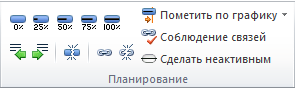 0% 25% 50% 75% 100%
Пометить по графику
Соблюдение связей
Сделать неактивным
Планирование